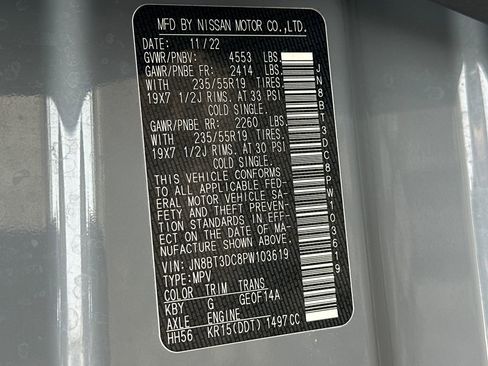 MFD BY NISSAN MOTOR CO.,LTD.
DATE: 11/22
GVWR/PNBV: 4553 LBS.
GAWR/PNBE FR: 2414 LBS.
WITH 235/55R19 TIRES.
19X7 1/2J RIMS. AT 33 PSI
COLD SINGLE.
GAWR/PNBE RR: 2260 LBS.
WITH 235/55R19 TIRES.
19X7 1/2J RIMS. AT 30 PSI
COLD SINGLE.
THIS VEHICLE CONFORMS
TO ALL APPLICABLE FED-
ERAL MOTOR VEHICLE SA-
FETY AND THEFT PREVEN-
TION STANDARDS IN EFF-
ECT ON THE DATE OF MA-
NUFACTURE SHOWN ABOVE.
VIN: JN8BT3DC8PW103619
TYPE: MPV
COLOR TRIM TRANS
KBY G GE0F14A
AXLE ENGINE
HH56 KR15(DDT) 1497CC
JN8BT3DC8PW103619